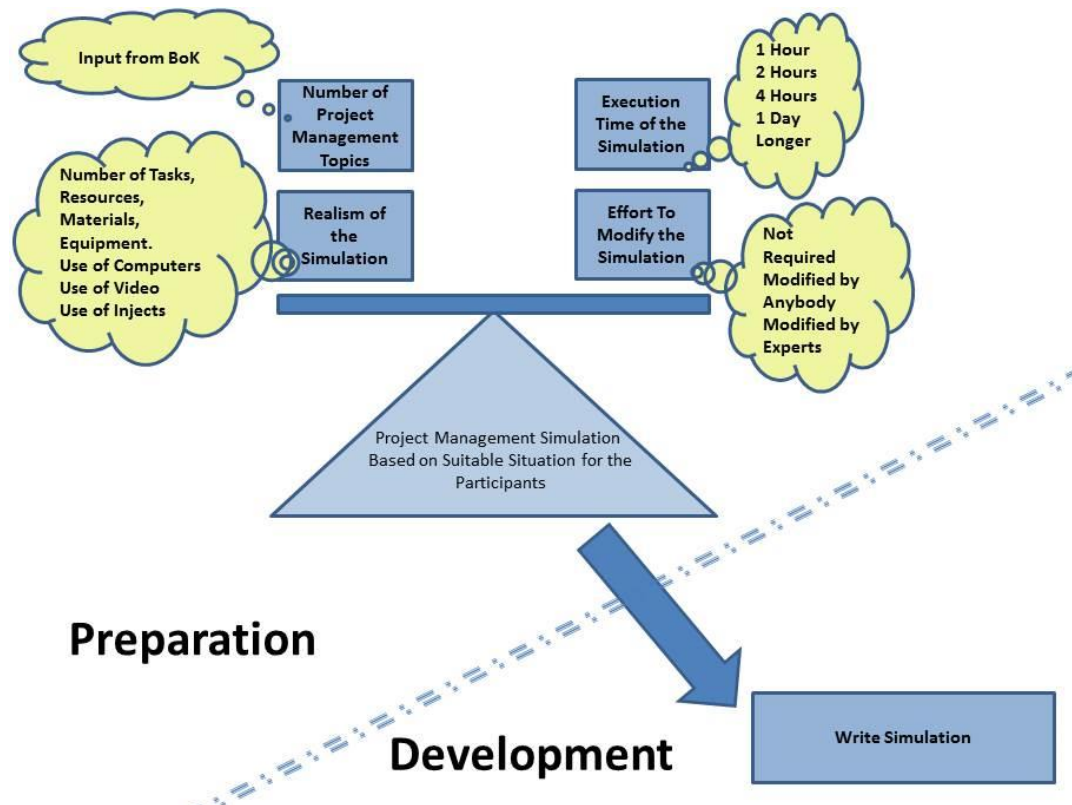 Input from BoK
Number of
Project
Management
Topics
Execution
Time of the
Simulation
1 Hour
2 Hours
4 Hours
1 Day
Longer
Number of Tasks,
Resources,
Materials,
Equipment.
Use of Computers
Use of Video
Use of Injects
Realism of
the
Simulation
Effort To
Modify the
Simulation
Not
Required
Modified by
Anybody
Modified by
Experts
Project Management Simulation
Based on Suitable Situation for the
Participants
Preparation
Development
Write Simulation